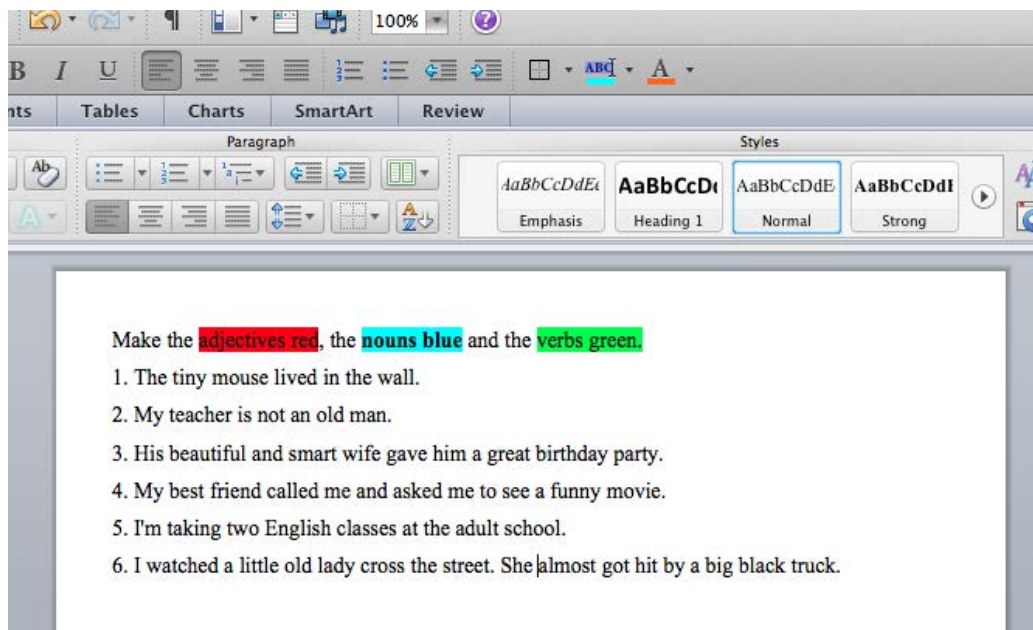 100%
B I U ABC A
nts Tables Charts SmartArt Review
Paragraph Styles
AaBbCcDdEe AaBbCcDc AaBbCcDdE AaBbCcDdE
Emphasis Heading 1 Normal Strong
Make the adjectives red, the nouns blue and the verbs green.
1. The tiny mouse lived in the wall.
2. My teacher is not an old man.
3. His beautiful and smart wife gave him a great birthday party.
4. My best friend called me and asked me to see a funny movie.
5. I'm taking two English classes at the adult school.
6. I watched a little old lady cross the street. She almost got hit by a big black truck.